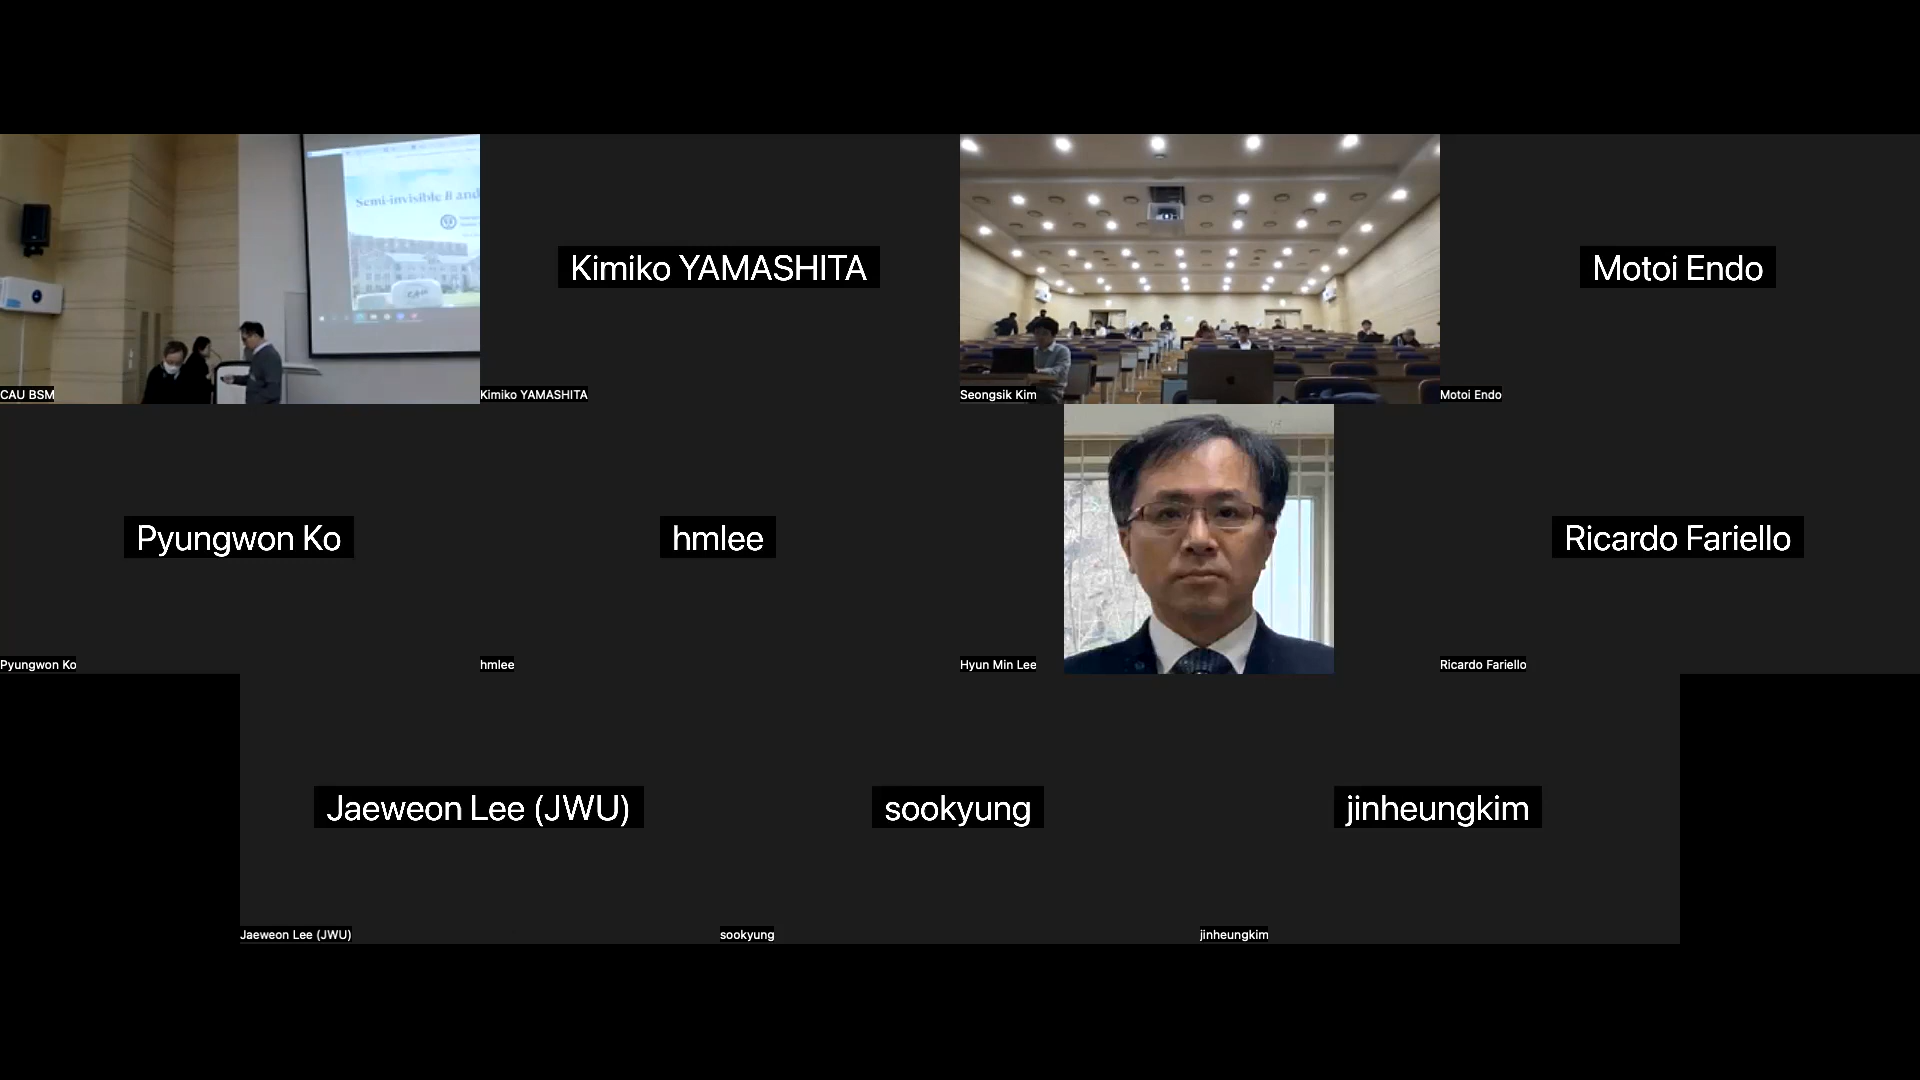 Semi-invisible B and
CAU BSM
Kimiko YAMASHITA
Kimiko YAMASHITA
Seongsik Kim
Motoi Endo
Motoi Endo
Pyungwon Ko
Pyungwon Ko
hmlee
hmlee
Hyun Min Lee
Ricardo Fariello
Ricardo Fariello
Jaeweon Lee (JWU)
Jaeweon Lee (JWU)
sookyung
sookyung
jinheungkim
jinheungkim